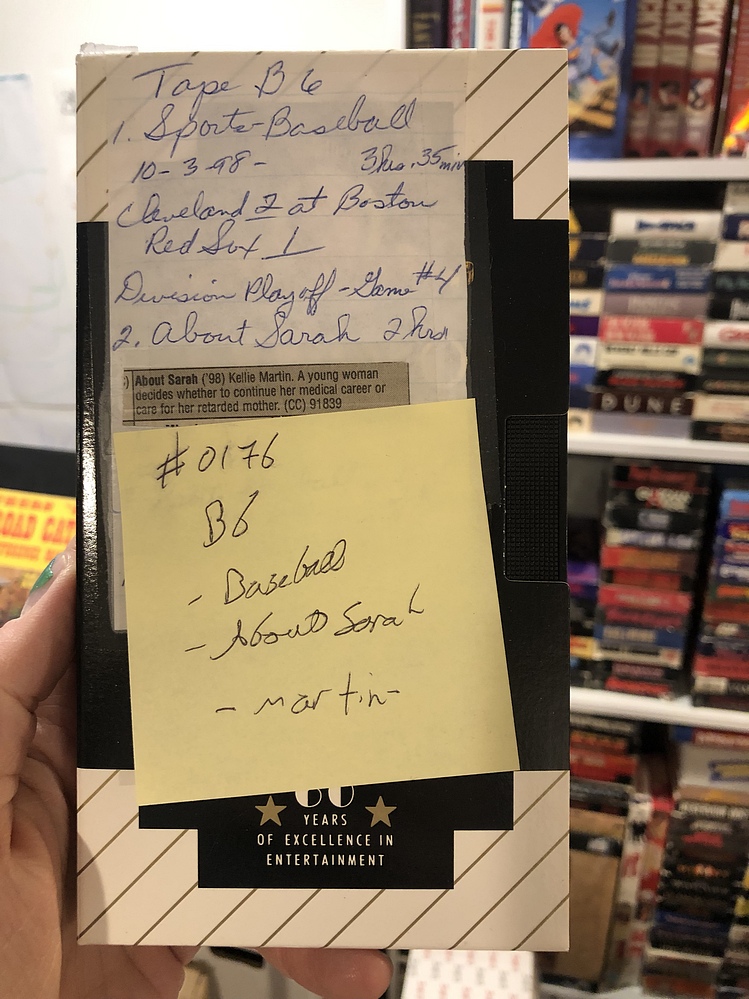 Tape B6
1. Sports-Baseball
10-3-98- 3hrs. 35min
Cleveland 2 at Boston
Red Sox 1
Division Playoff - Game #4
2. About Sarah 2hrs
About Sarah ('98) Kellie Martin. A young woman
decides whether to continue her medical career or
care for her retarded mother. (CC) 91839
#0176
B6
- Baseball
- About Sarah
- martin-
YEARS
OF EXCELLENCE IN
ENTERTAINMENT
DUNE